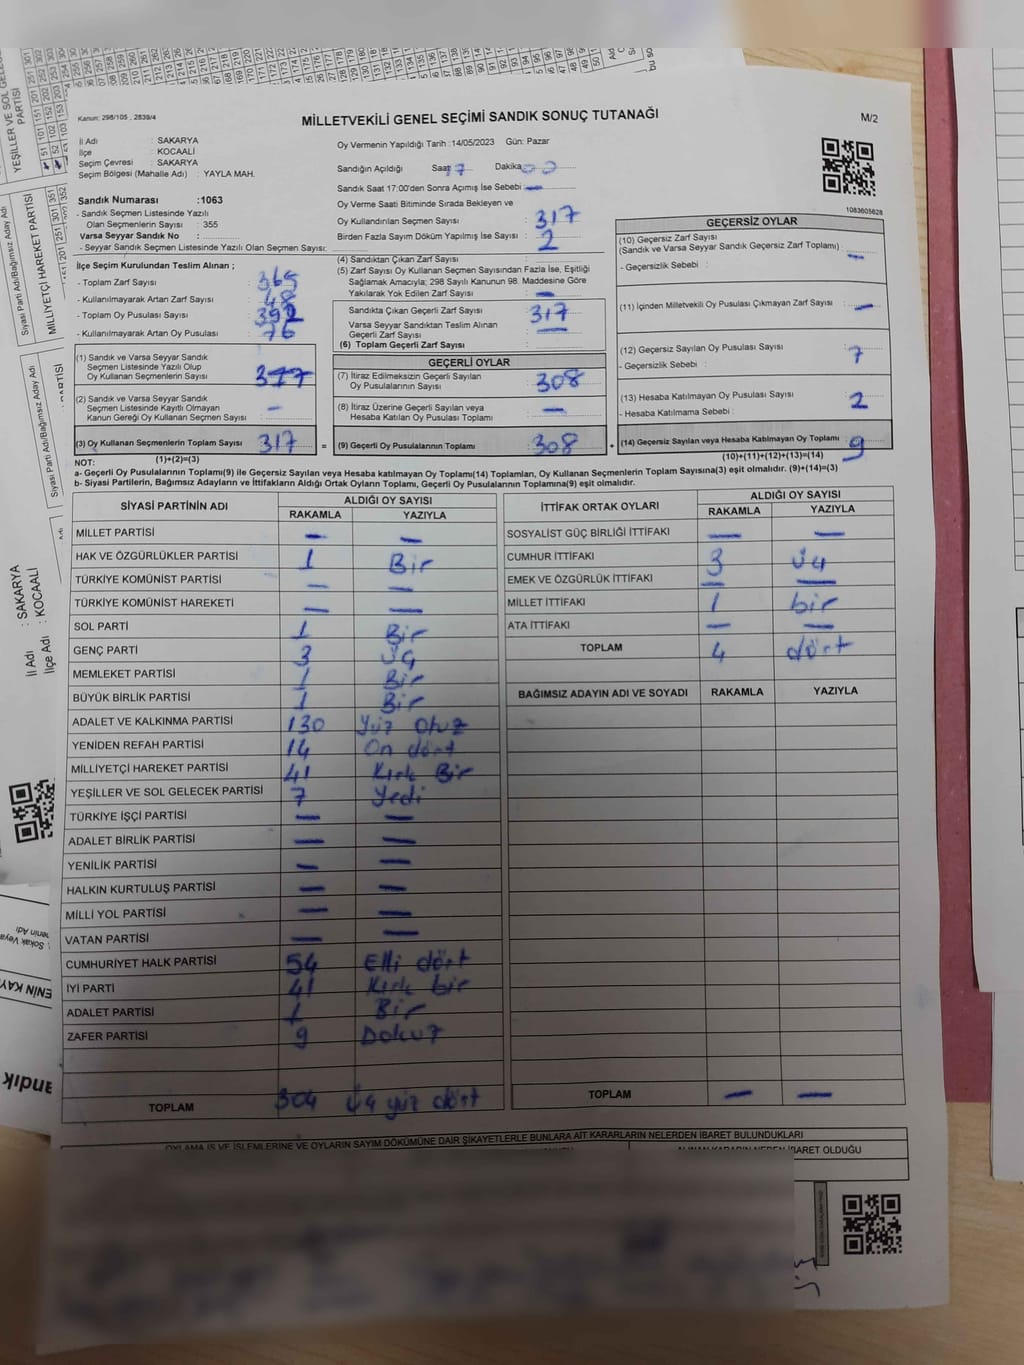 Kanun: 298/105 , 2839/4
MİLLETVEKİLİ GENEL SEÇİMİ SANDIK SONUÇ TUTANAĞI
M/2
İl Adı : SAKARYA
İlçe : KOCAALİ
Seçim Çevresi : SAKARYA
Seçim Bölgesi (Mahalle Adı) : YAYLA MAH.
Oy Vermenin Yapıldığı Tarih :14/05/2023 Gün: Pazar
Sandığın Açıldığı Saat 17 Dakika 00
Sandık Saat 17:00'den Sonra Açımış İse Sebebi : —
Oy Verme Saati Bitiminde Sırada Bekleyen ve
Oy Kullandırılan Seçmen Sayısı : 317
Birden Fazla Sayım Döküm Yapılmış İse Sayısı : 2
1083605628
Sandık Numarası :1063
- Sandık Seçmen Listesinde Yazılı
Olan Seçmenlerin Sayısı : 355
Varsa Seyyar Sandık No :
- Seyyar Sandık Seçmen Listesinde Yazılı Olan Seçmen Sayısı:
İlçe Seçim Kurulundan Teslim Alınan ;
- Toplam Zarf Sayısı : 365
- Kullanılmayarak Artan Zarf Sayısı : 48
- Toplam Oy Pusulası Sayısı : 392
- Kullanılmayarak Artan Oy Pusulası : 76
(4) Sandıktan Çıkan Zarf Sayısı :
(5) Zarf Sayısı Oy Kullanan Seçmen Sayısından Fazla İse, Eşitliği
Sağlamak Amacıyla; 298 Sayılı Kanunun 98. Maddesine Göre
Yakılarak Yok Edilen Zarf Sayısı : —
Sandıkta Çıkan Geçerli Zarf Sayısı : 317
Varsa Seyyar Sandıktan Teslim Alınan
Geçerli Zarf Sayısı : —
(6) Toplam Geçerli Zarf Sayısı :
GEÇERSİZ OYLAR
(10) Geçersiz Zarf Sayısı
(Sandık ve Varsa Seyyar Sandık Geçersiz Zarf Toplamı) : —
- Geçersizlik Sebebi :
(11) İçinden Milletvekili Oy Pusulası Çıkmayan Zarf Sayısı : —
(12) Geçersiz Sayılan Oy Pusulası Sayısı : 7
- Geçersizlik Sebebi :
(13) Hesaba Katılmayan Oy Pusulası Sayısı : 2
- Hesaba Katılmama Sebebi :
(1) Sandık ve Varsa Seyyar Sandık
Seçmen Listesinde Yazılı Olup
Oy Kullanan Seçmenlerin Sayısı : 317
(2) Sandık ve Varsa Seyyar Sandık
Seçmen Listesinde Kayıtlı Olmayan
Kanun Gereği Oy Kullanan Seçmen Sayısı : —
GEÇERLİ OYLAR
(7) İtiraz Edilmeksizin Geçerli Sayılan
Oy Pusulalarının Sayısı : 308
(8) İtiraz Üzerine Geçerli Sayılan veya
Hesaba Katılan Oy Pusulası Toplamı : —
(3) Oy Kullanan Seçmenlerin Toplam Sayısı : 317 = (9) Geçerli Oy Pusulalarının Toplamı : 308 + (14) Geçersiz Sayılan veya Hesaba Katılmayan Oy Toplamı : 9
NOT: (1)+(2)=(3) (10)+(11)+(12)+(13)=(14)
a- Geçerli Oy Pusulalarının Toplamı(9) ile Geçersiz Sayılan veya Hesaba katılmayan Oy Toplamı(14) Toplamları, Oy Kullanan Seçmenlerin Toplam Sayısına(3) eşit olmalıdır. (9)+(14)=(3)
b- Siyasi Partilerin, Bağımsız Adayların ve İttifakların Aldığı Ortak Oyların Toplamı, Geçerli Oy Pusulalarının Toplamına(9) eşit olmalıdır.
SİYASİ PARTİNİN ADI ALDIĞI OY SAYISI
RAKAMLA YAZIYLA
MİLLET PARTİSİ — —
HAK VE ÖZGÜRLÜKLER PARTİSİ 1 Bir
TÜRKİYE KOMÜNİST PARTİSİ — —
TÜRKİYE KOMÜNİST HAREKETİ — —
SOL PARTİ 1 Bir
GENÇ PARTİ 3 Üç
MEMLEKET PARTİSİ 1 Bir
BÜYÜK BİRLİK PARTİSİ 1 Bir
ADALET VE KALKINMA PARTİSİ 130 Yüz Otuz
YENİDEN REFAH PARTİSİ 14 On dört
MİLLİYETÇİ HAREKET PARTİSİ 41 Kırk Bir
YEŞİLLER VE SOL GELECEK PARTİSİ 7 Yedi
TÜRKİYE İŞÇİ PARTİSİ — —
ADALET BİRLİK PARTİSİ — —
YENİLİK PARTİSİ — —
HALKIN KURTULUŞ PARTİSİ — —
MİLLİ YOL PARTİSİ — —
VATAN PARTİSİ — —
CUMHURİYET HALK PARTİSİ 54 Elli dört
İYİ PARTİ 41 Kırk bir
ADALET PARTİSİ 1 Bir
ZAFER PARTİSİ 9 Dokuz
TOPLAM 304 Üç yüz dört
İTTİFAK ORTAK OYLARI ALDIĞI OY SAYISI
RAKAMLA YAZIYLA
SOSYALİST GÜÇ BİRLİĞİ İTTİFAKI — —
CUMHUR İTTİFAKI 3 üç
EMEK VE ÖZGÜRLÜK İTTİFAKI — —
MİLLET İTTİFAKI 1 bir
ATA İTTİFAKI — —
TOPLAM 4 dört
BAĞIMSIZ ADAYIN ADI VE SOYADI RAKAMLA YAZIYLA
TOPLAM — —
OYLAMA İŞ VE İŞLEMLERİNE VE OYLARIN SAYIM DÖKÜMÜNE DAİR ŞİKAYETLERLE BUNLARA AİT KARARLARIN NELERDEN İBARET BULUNDUKLARI
YEŞİLLER VE SOL GELECEK
PARTİSİ
Siyasi Parti Adı/Bağımsız Aday Adı
MİLLİYETÇİ HAREKET PARTİSİ
Siyasi Parti Adı/Bağımsız Aday Adı
PARTİSİ
İl Adı : SAKARYA
İlçe Adı : KOCAALİ